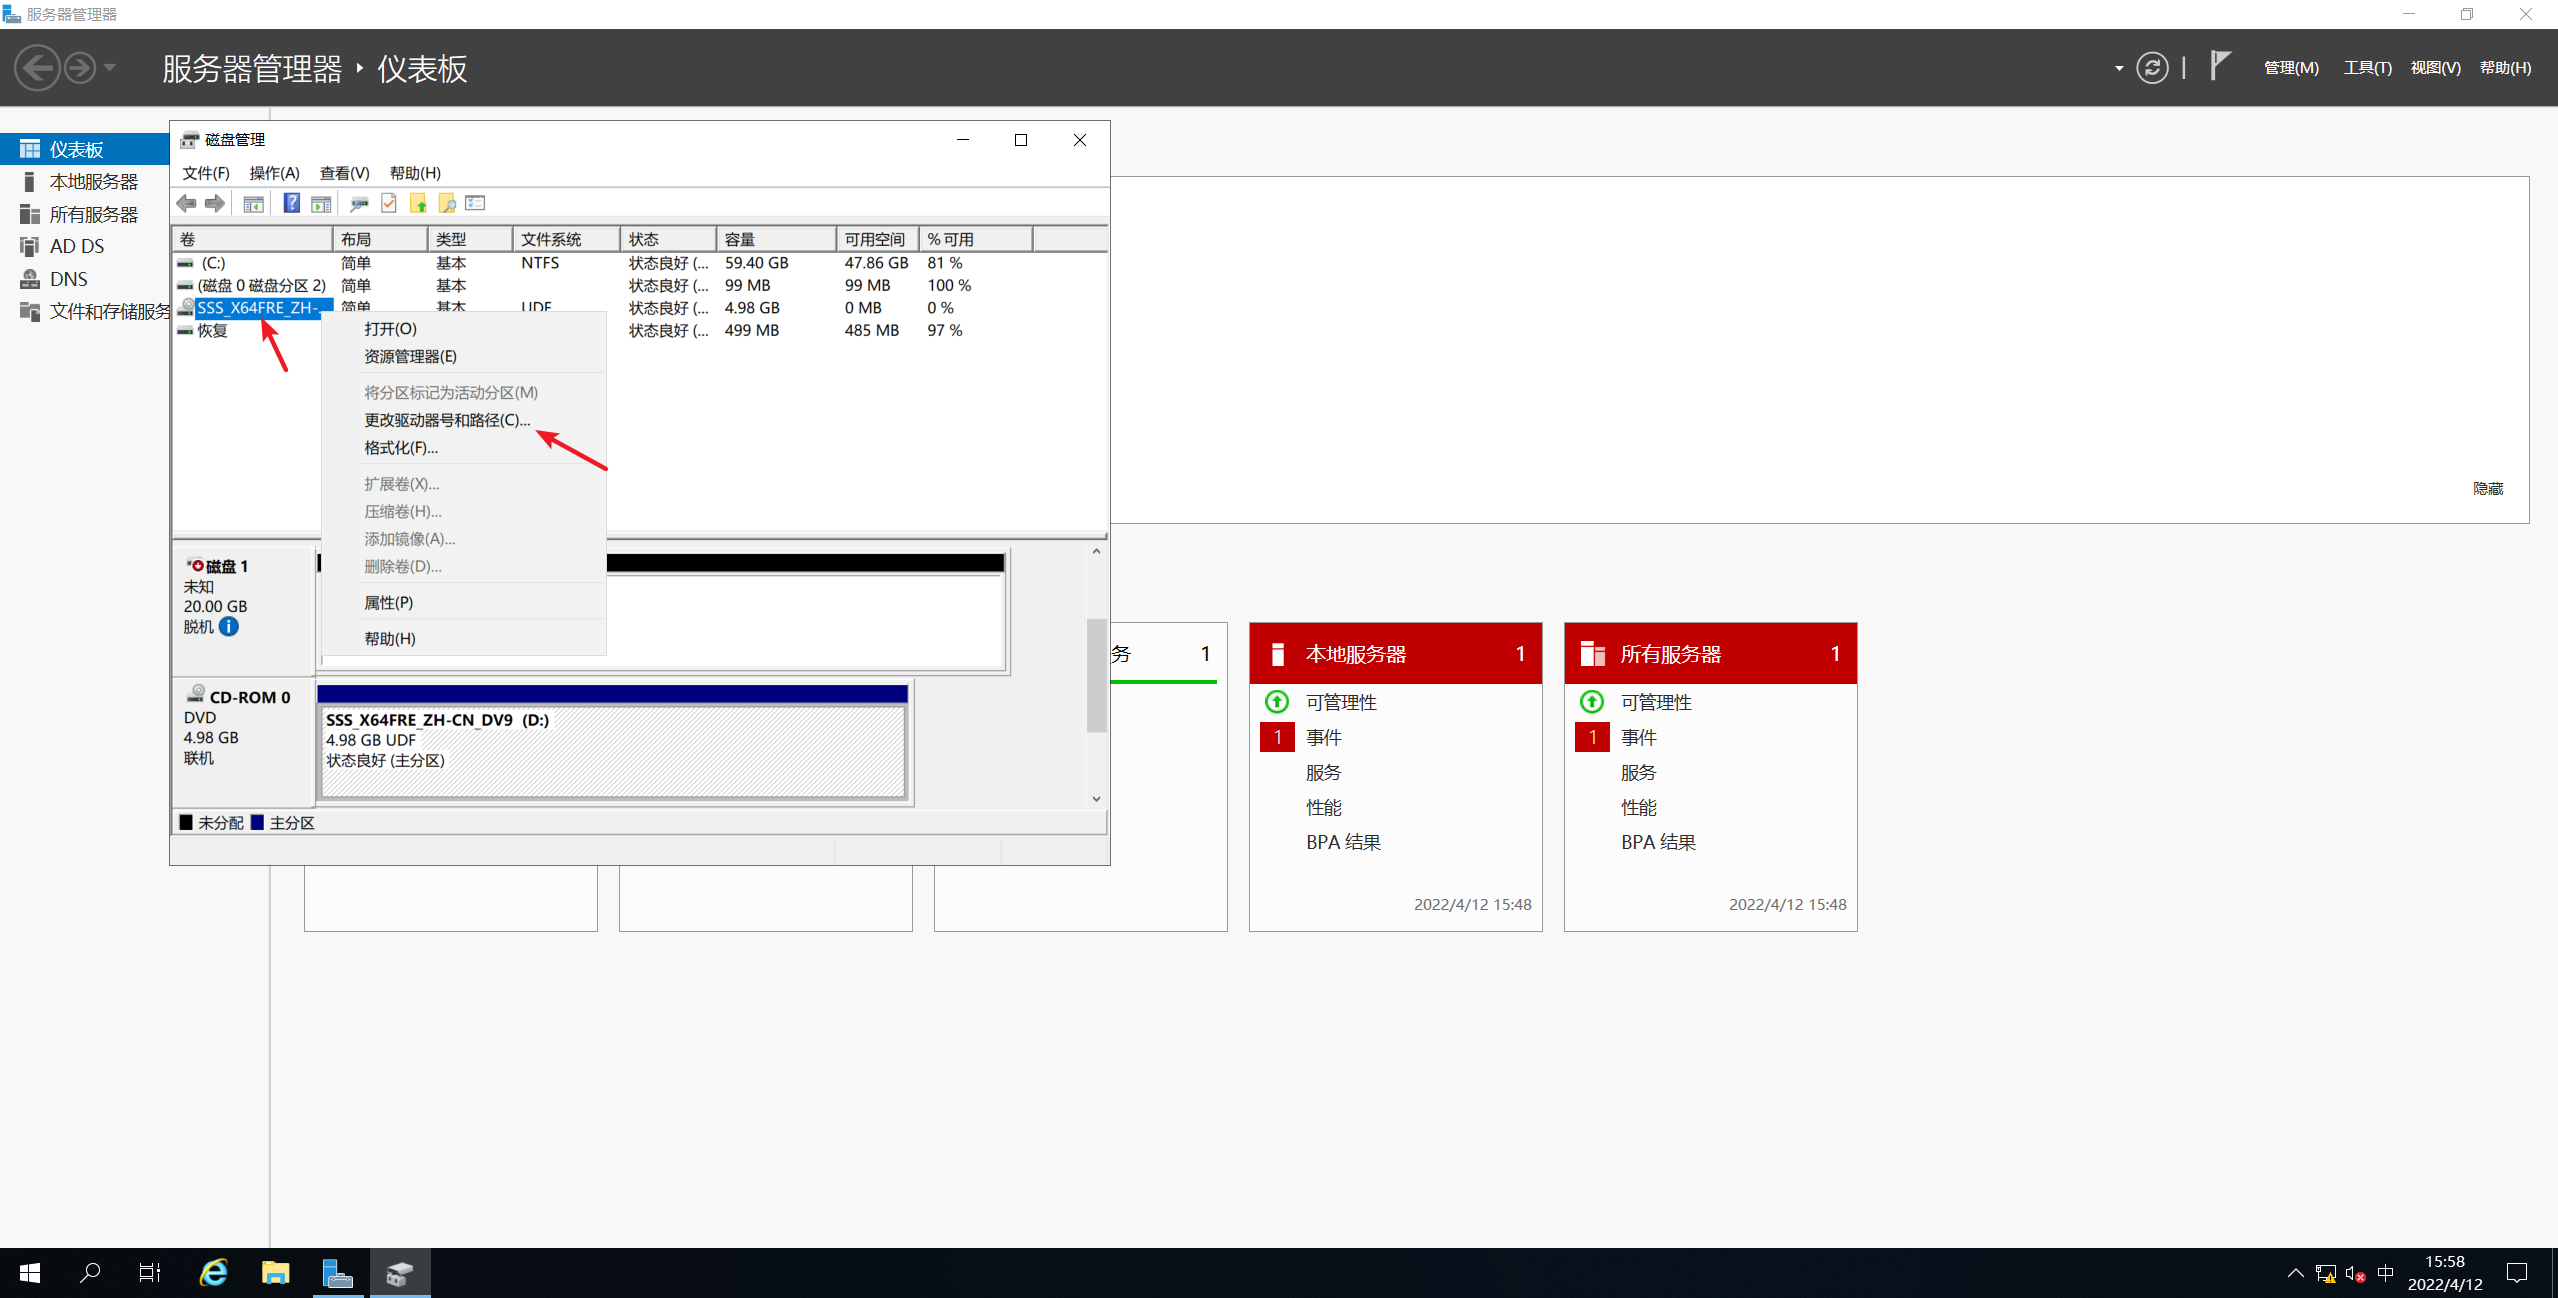 服务器管理器
服务器管理器 ‣ 仪表板
管理(M) 工具(T) 视图(V) 帮助(H)
仪表板
本地服务器
所有服务器
AD DS
DNS
文件和存储服务
磁盘管理
文件(F) 操作(A) 查看(V) 帮助(H)
卷 布局 类型 文件系统 状态 容量 可用空间 % 可用
(C:) 简单 基本 NTFS 状态良好 (... 59.40 GB 47.86 GB 81 %
(磁盘 0 磁盘分区 2) 简单 基本 状态良好 (... 99 MB 99 MB 100 %
SSS_X64FRE_ZH-... 简单 基本 UDF 状态良好 (... 4.98 GB 0 MB 0 %
恢复 状态良好 (... 499 MB 485 MB 97 %
打开(O)
资源管理器(E)
将分区标记为活动分区(M)
更改驱动器号和路径(C)...
格式化(F)...
扩展卷(X)...
压缩卷(H)...
添加镜像(A)...
删除卷(D)...
属性(P)
帮助(H)
隐藏
磁盘 1
未知
20.00 GB
脱机
CD-ROM 0
DVD
4.98 GB
联机
SSS_X64FRE_ZH-CN_DV9 (D:)
4.98 GB UDF
状态良好 (主分区)
未分配 主分区
务 1
本地服务器 1
可管理性
1 事件
服务
性能
BPA 结果
2022/4/12 15:48
所有服务器 1
可管理性
1 事件
服务
性能
BPA 结果
2022/4/12 15:48
中
15:58
2022/4/12